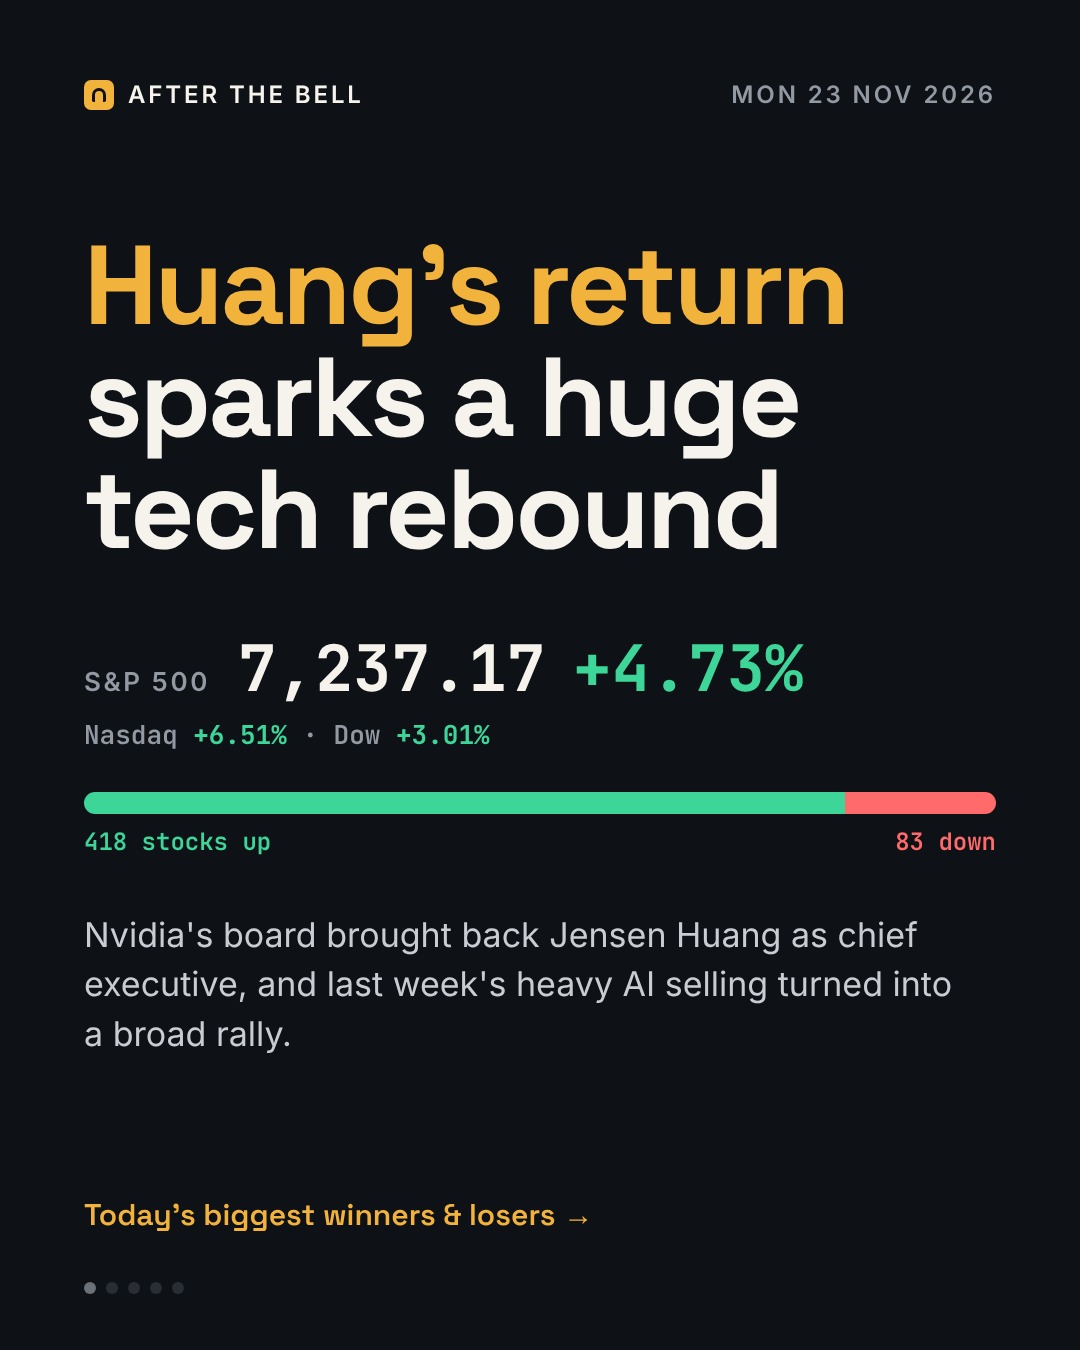 AFTER THE BELL
MON 23 NOV 2026
Huang’s return
sparks a huge
tech rebound
S&P 500 7,237.17 +4.73%
Nasdaq +6.51% · Dow +3.01%
418 stocks up
83 down
Nvidia's board brought back Jensen Huang as chief
executive, and last week's heavy AI selling turned into
a broad rally.
Today’s biggest winners & losers →